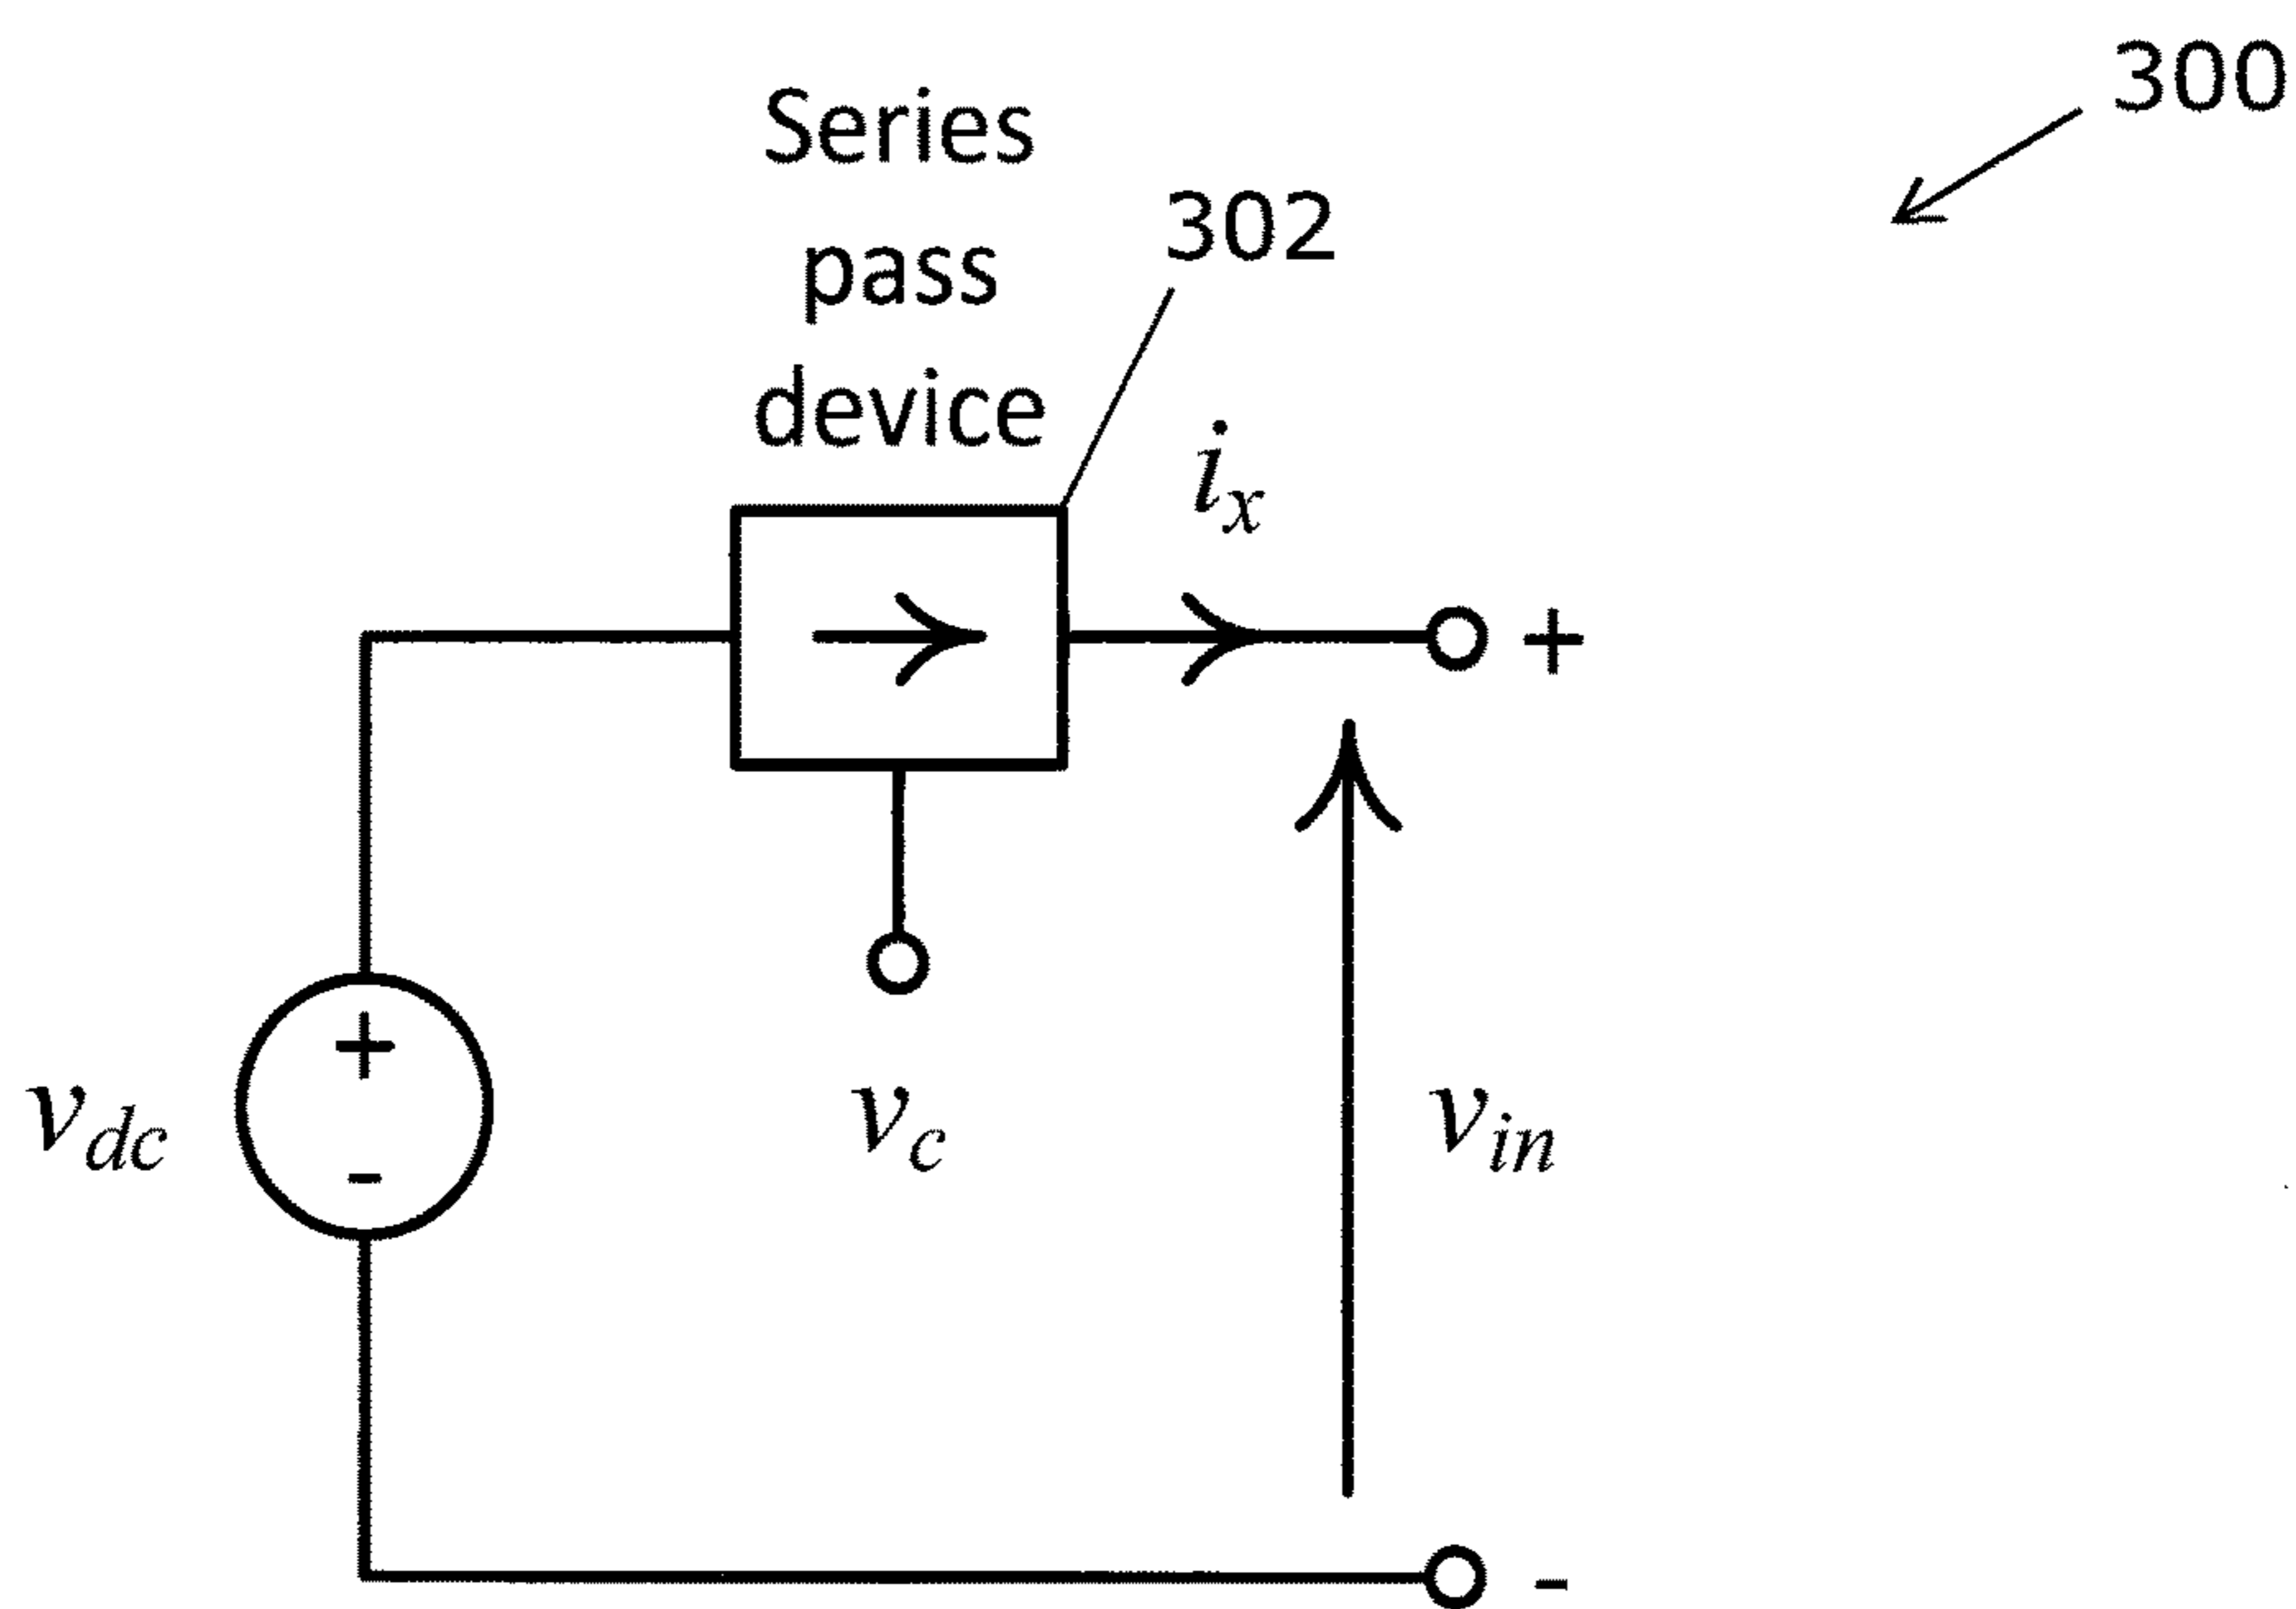 300
Series
pass
device
302
i_x
+
+
-
v_dc
v_c
v_in
-